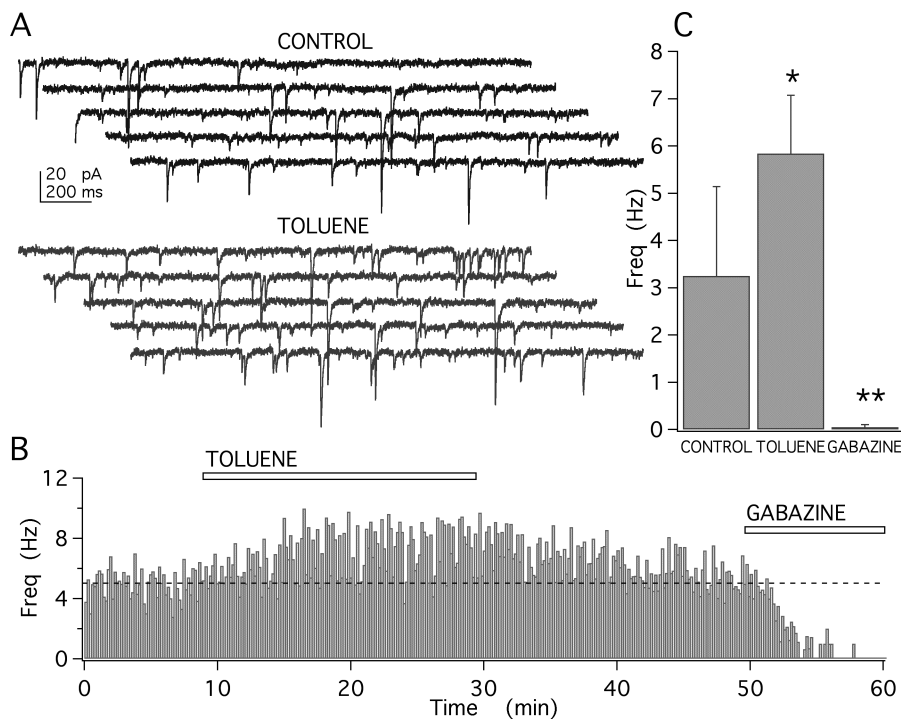 A
CONTROL
20 pA
200 ms
TOLUENE
C
8
7
6
5
4
3
2
1
0
Freq (Hz)
*
**
CONTROL TOLUENE GABAZINE
B
TOLUENE
GABAZINE
12
8
4
0
Freq (Hz)
0 10 20 30 40 50 60
Time (min)